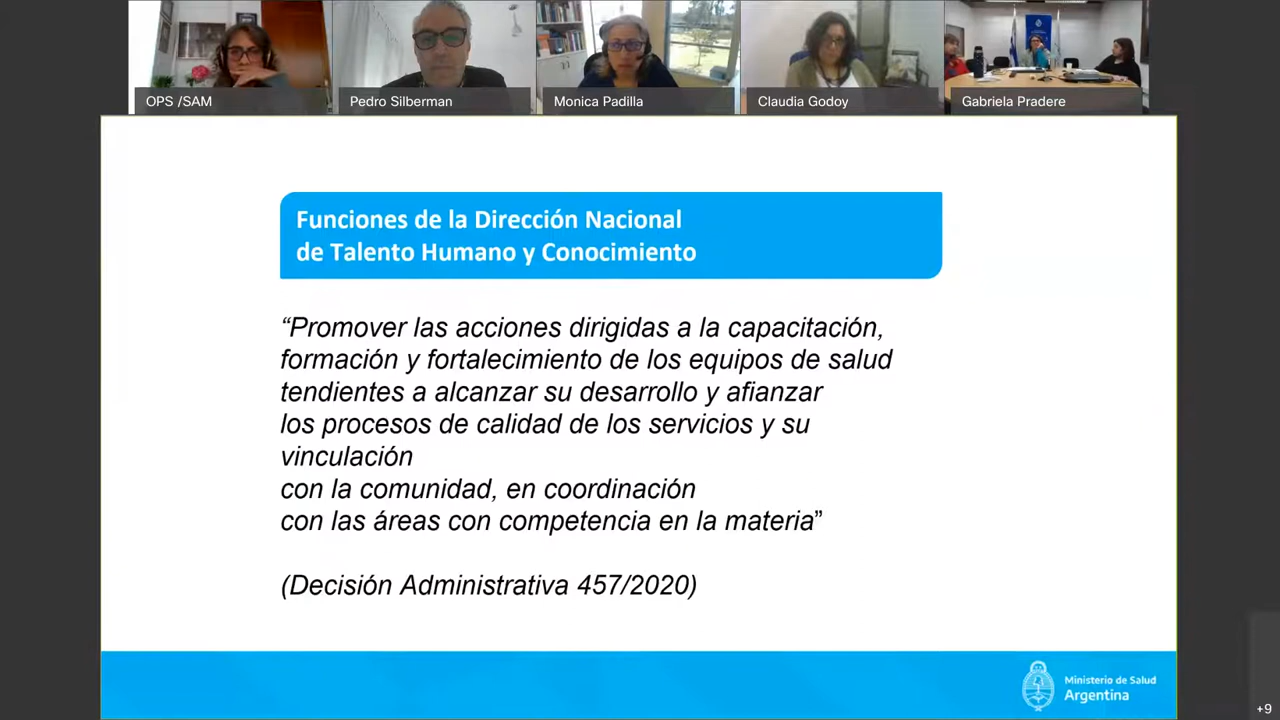 OPS /SAM
Pedro Silberman
Monica Padilla
Claudia Godoy
Gabriela Pradere
Funciones de la Dirección Nacional
de Talento Humano y Conocimiento
“Promover las acciones dirigidas a la capacitación,
formación y fortalecimiento de los equipos de salud
tendientes a alcanzar su desarrollo y afianzar
los procesos de calidad de los servicios y su
vinculación
con la comunidad, en coordinación
con las áreas con competencia en la materia”
(Decisión Administrativa 457/2020)
Ministerio de Salud
Argentina
+9